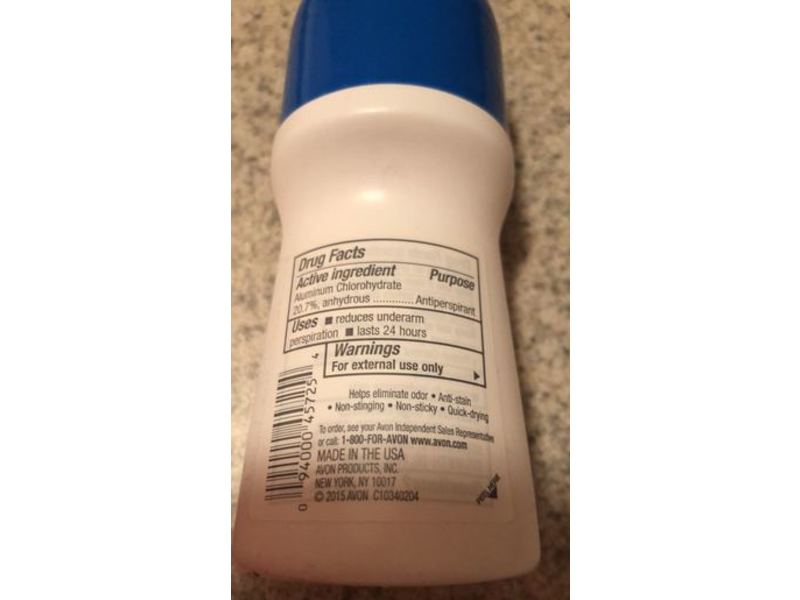 Drug Facts
Active ingredient Purpose
Aluminum Chlorohydrate
20.7%, anhydrous ............Antiperspirant
Uses ■ reduces underarm
perspiration ■ lasts 24 hours
Warnings
For external use only
Helps eliminate odor • Anti-stain
• Non-stinging • Non-sticky • Quick-drying
To order, see your Avon Independent Sales Representative
or call: 1-800-FOR-AVON www.avon.com
MADE IN THE USA
AVON PRODUCTS, INC.
NEW YORK, NY 10017
© 2015 AVON C10340204
PEEL HERE
0 94000 45725 4